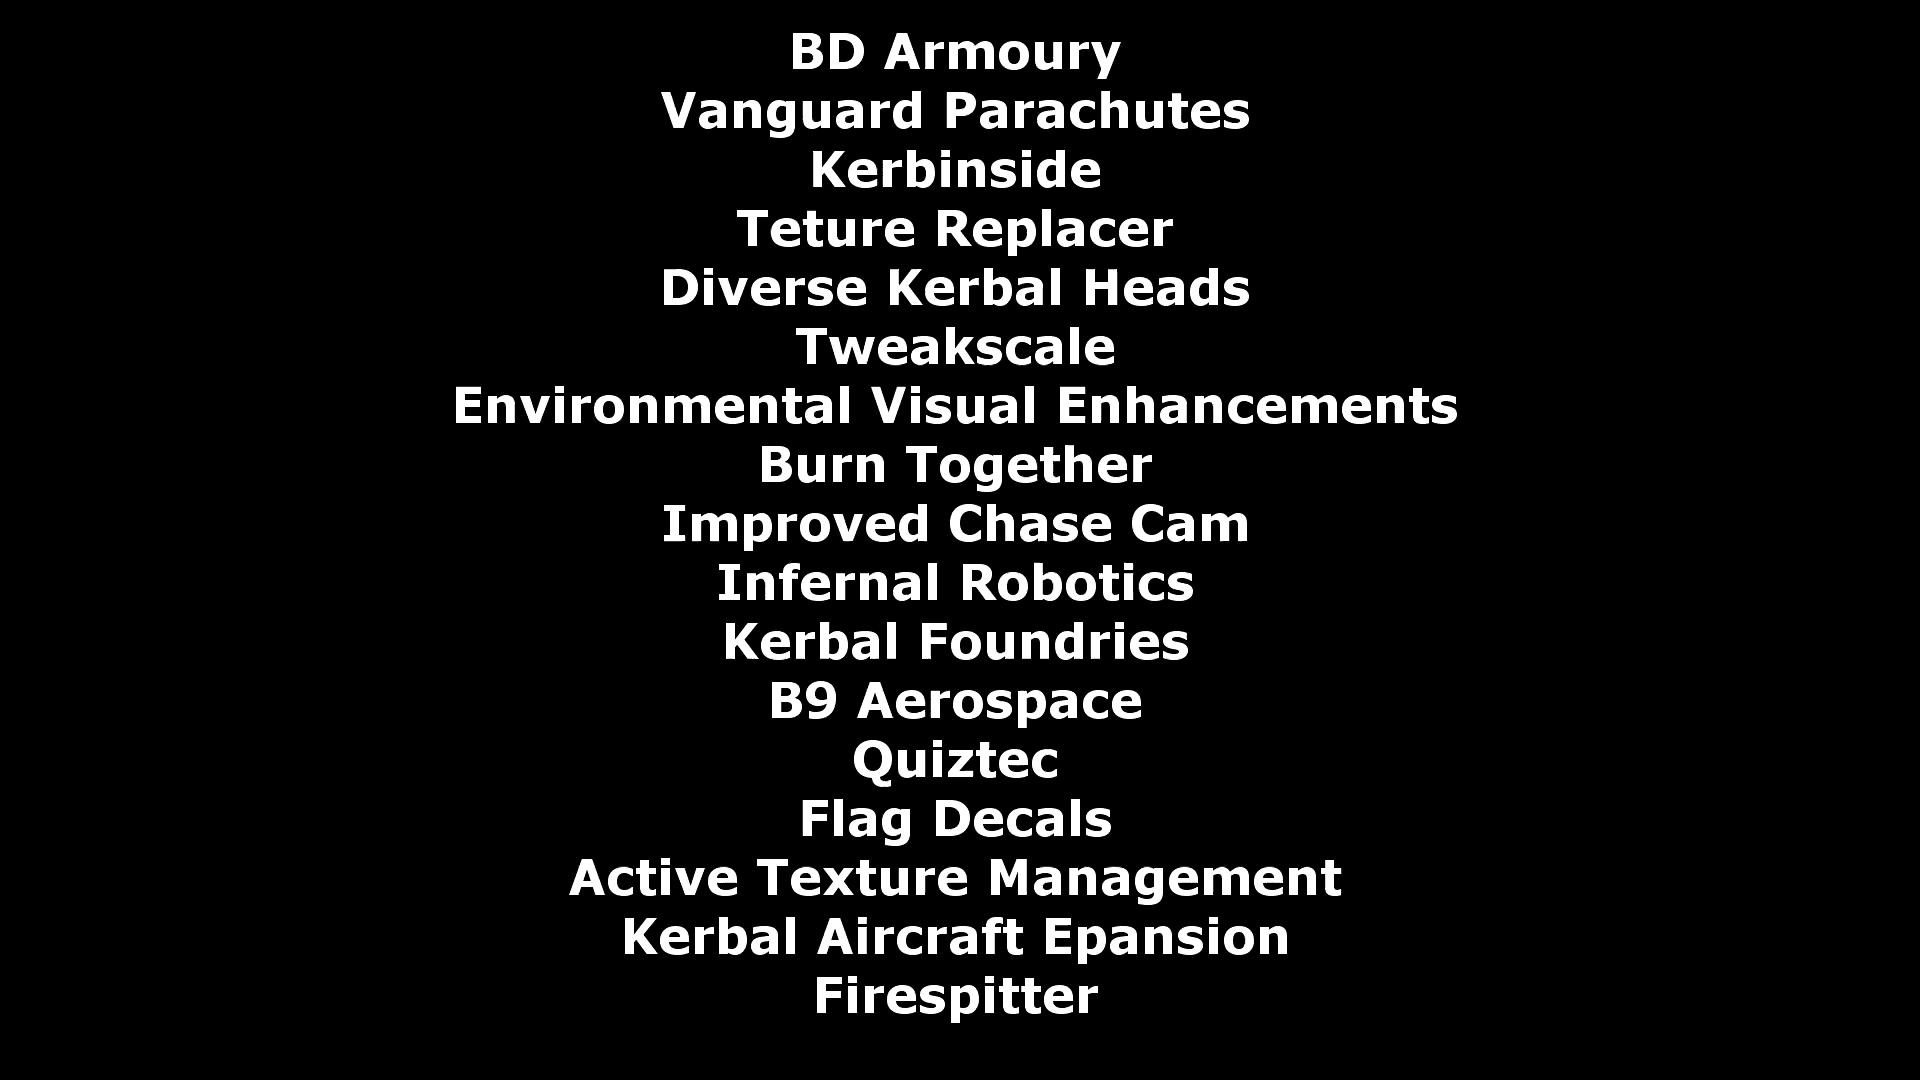 BD Armoury
Vanguard Parachutes
Kerbinside
Teture Replacer
Diverse Kerbal Heads
Tweakscale
Environmental Visual Enhancements
Burn Together
Improved Chase Cam
Infernal Robotics
Kerbal Foundries
B9 Aerospace
Quiztec
Flag Decals
Active Texture Management
Kerbal Aircraft Epansion
Firespitter